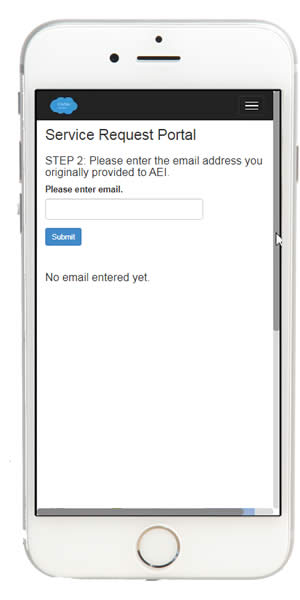 Service Request Portal
STEP 2: Please enter the email address you
originally provided to AEI.
Please enter email.
Submit
No email entered yet.